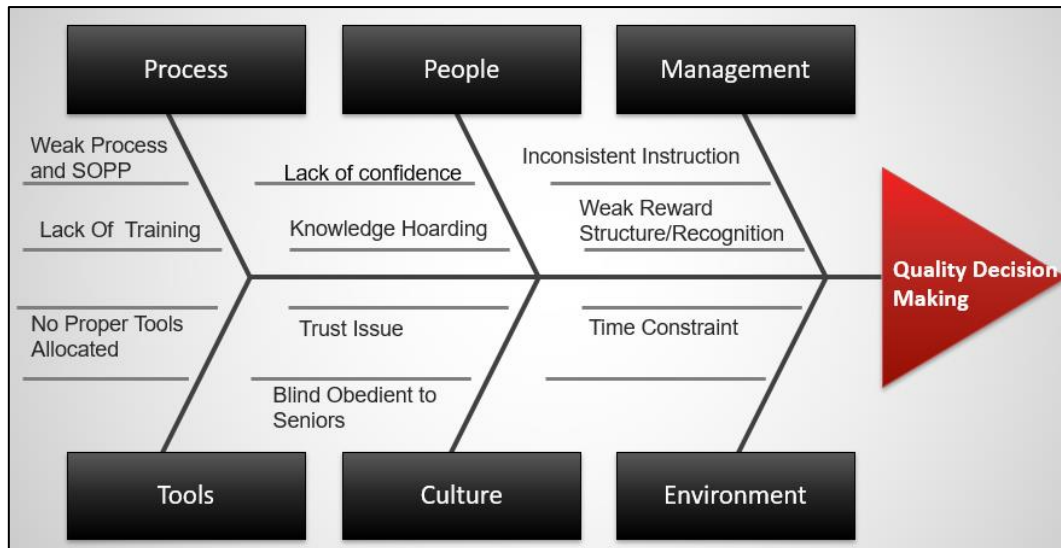 Process
People
Management
Weak Process
and SOPP
Lack of confidence
Inconsistent Instruction
Lack Of Training
Knowledge Hoarding
Weak Reward
Structure/Recognition
Quality Decision
Making
No Proper Tools
Allocated
Trust Issue
Time Constraint
Blind Obedient to
Seniors
Tools
Culture
Environment